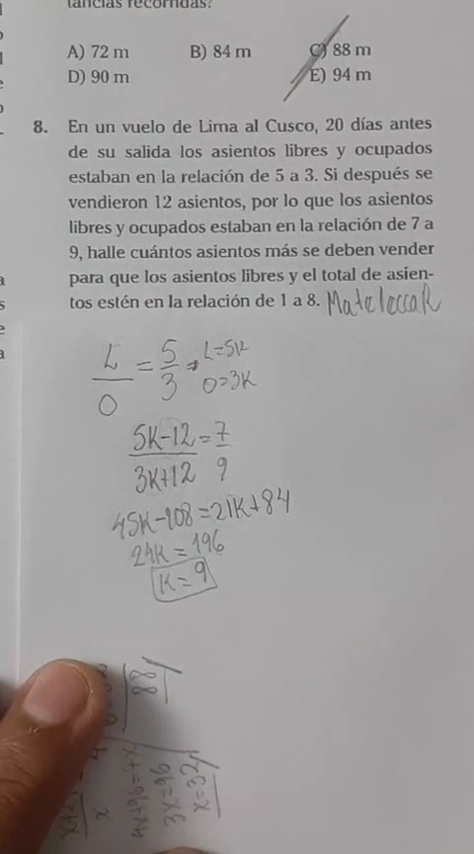 tancias recorridas?
A) 72 m B) 84 m C) 88 m
D) 90 m E) 94 m
8. En un vuelo de Lima al Cusco, 20 días antes
de su salida los asientos libres y ocupados
estaban en la relación de 5 a 3. Si después se
vendieron 12 asientos, por lo que los asientos
libres y ocupados estaban en la relación de 7 a
9, halle cuántos asientos más se deben vender
para que los asientos libres y el total de asien-
tos estén en la relación de 1 a 8. MateleccaR
L/O = 5/3 → L=5K
O=3K
5K-12/3K+12 = 7/9
45K-108=21K+84
24K = 196
K=9
88
4x+96=x+
3x=96
x=32